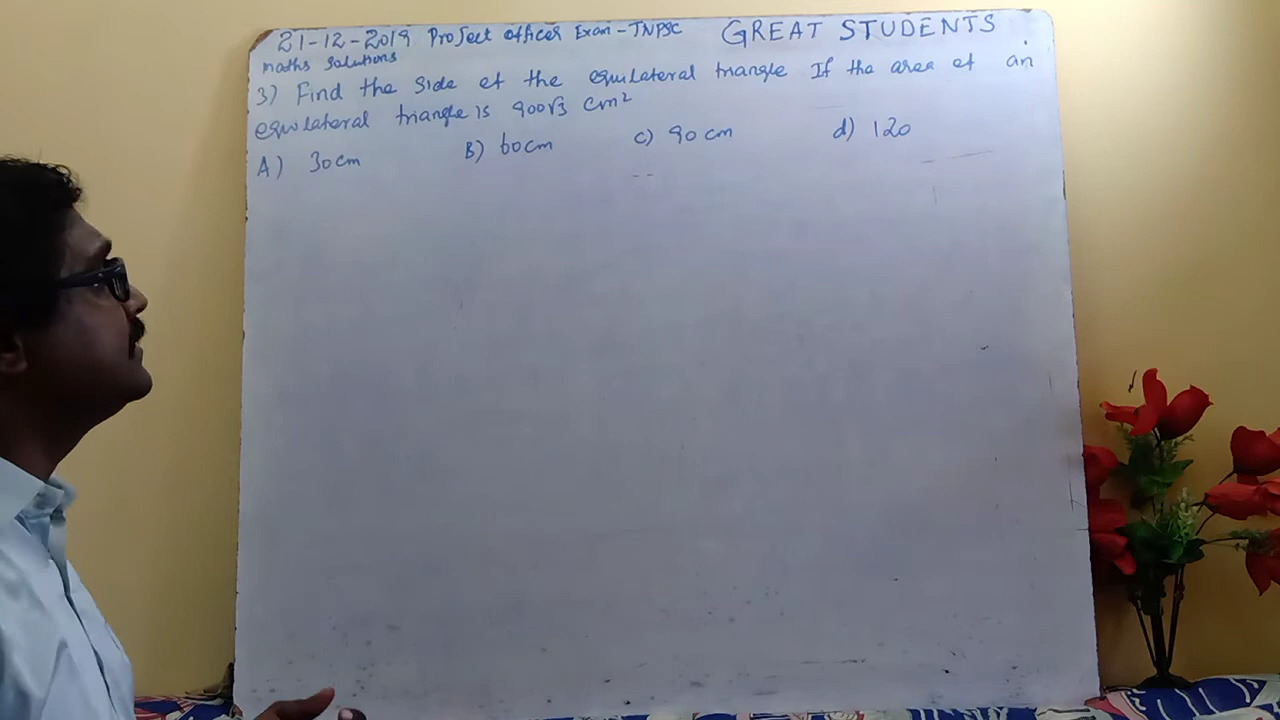 21-12-2019 Project officer Exam - TNPSC GREAT STUDENTS
maths solutions
3) Find the side of the equilateral triangle If the area of an
equilateral triangle is 900√3 cm²
A) 30cm B) 60cm c) 90 cm d) 120